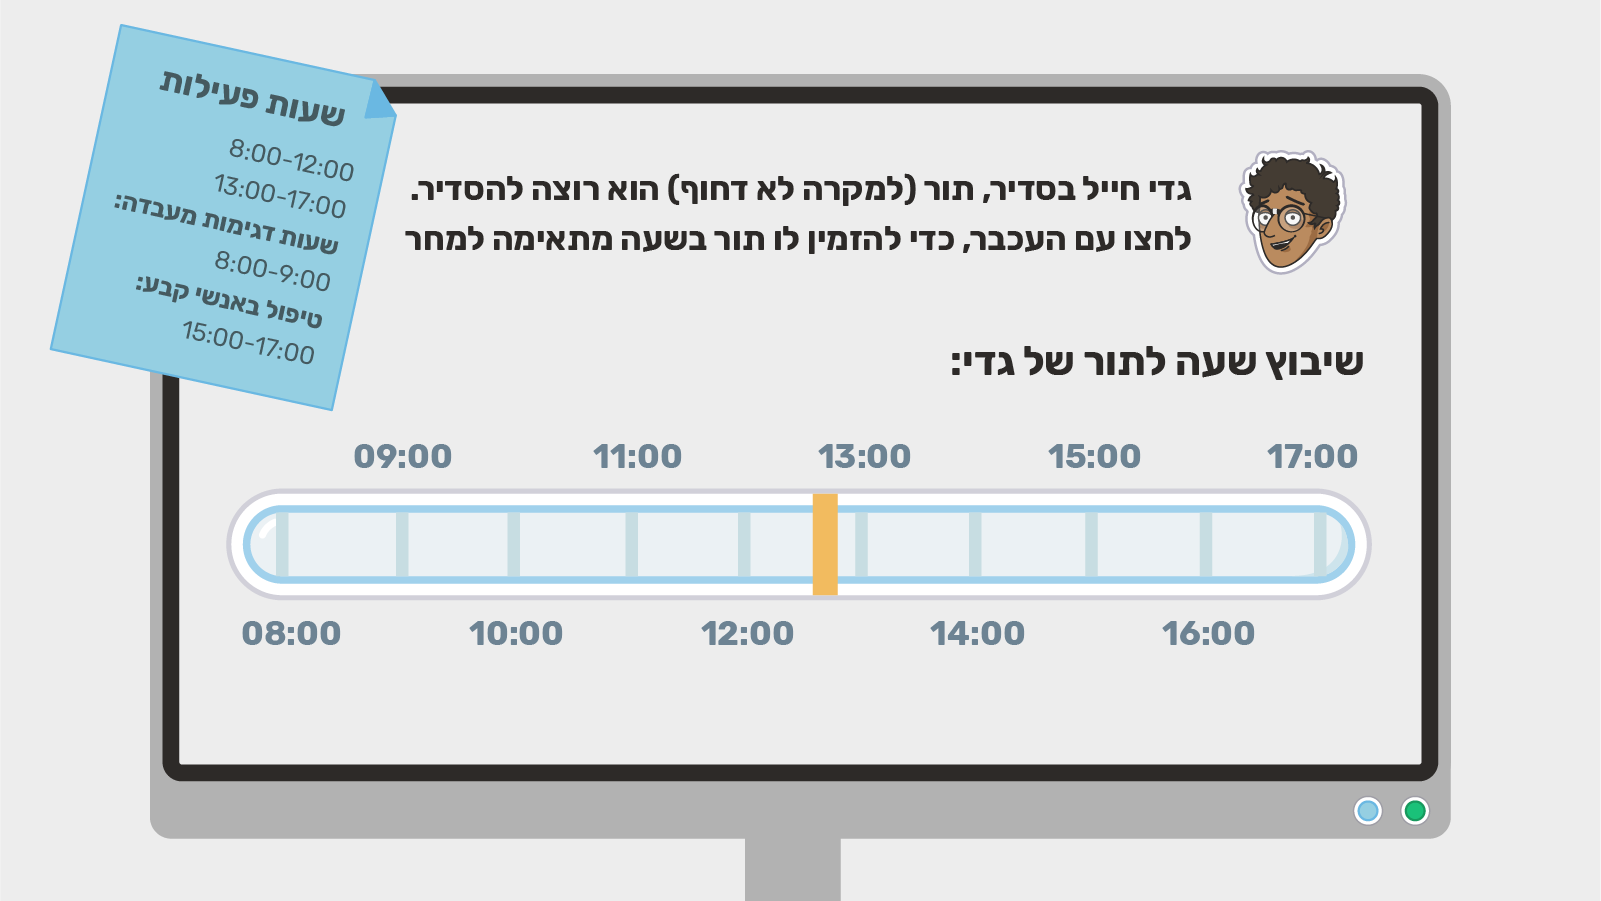 שעות פעילות
8:00-12:00
13:00-17:00
שעות דגימות מעבדה:
8:00-9:00
טיפול באנשי קבע:
15:00-17:00
גדי חייל בסדיר, תור (למקרה לא דחוף) הוא רוצה להסדיר.
לחצו עם העכבר, כדי להזמין לו תור בשעה מתאימה למחר
שיבוץ שעה לתור של גדי:
09:00 11:00 13:00 15:00 17:00
08:00 10:00 12:00 14:00 16:00